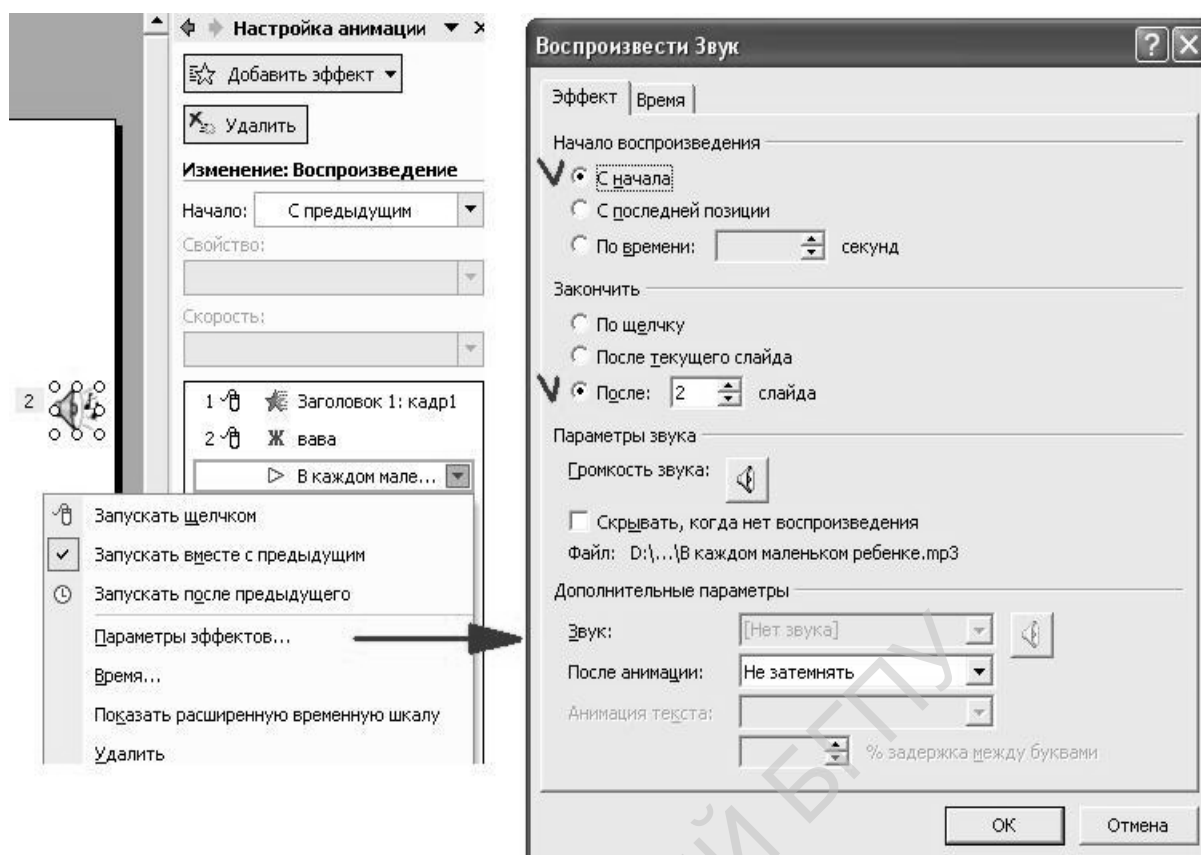 Настройка анимации
Добавить эффект
Удалить
Изменение: Воспроизведение
Начало: С предыдущим
Свойство:
Скорость:
2
1 Заголовок 1: кадр1
2 Ж вава
В каждом мале...
Запускать щелчком
Запускать вместе с предыдущим
Запускать после предыдущего
Параметры эффектов...
Время...
Показать расширенную временную шкалу
Удалить
Воспроизвести Звук
Эффект Время
Начало воспроизведения
С начала
С последней позиции
По времени: секунд
Закончить
По щелчку
После текущего слайда
После: 2 слайда
Параметры звука
Громкость звука:
Скрывать, когда нет воспроизведения
Файл: D:\...\В каждом маленьком ребенке.mp3
Дополнительные параметры
Звук: [Нет звука]
После анимации: Не затемнять
Анимация текста:
% задержка между буквами
ОК Отмена
Й БГПУ